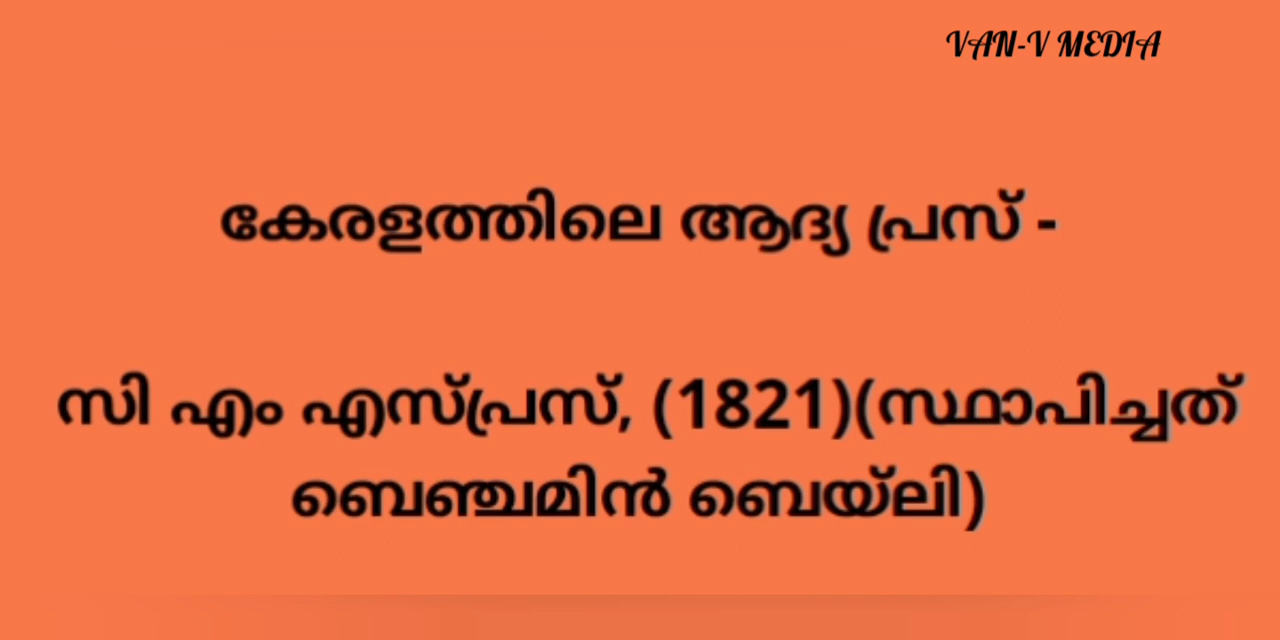 VAN-V MEDIA
കേരളത്തിലെ ആദ്യ പ്രസ് -
സി എം എസ്പ്രസ്, (1821)(സ്ഥാപിച്ചത്
ബെഞ്ചമിൻ ബെയ്ലി)